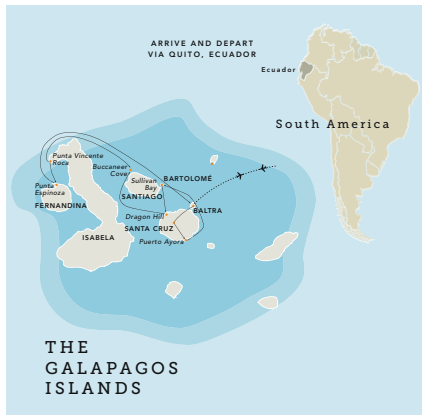 ARRIVE AND DEPART
VIA QUITO, ECUADOR
Ecuador
South America
Punta Vincente
Roca
Buccaneer
Cove
Sullivan
Bay
BARTOLOMÉ
Punta
Espinoza
SANTIAGO
FERNANDINA
BALTRA
Dragon Hill
SANTA CRUZ
ISABELA
Puerto Ayora
THE
GALAPAGOS
ISLANDS